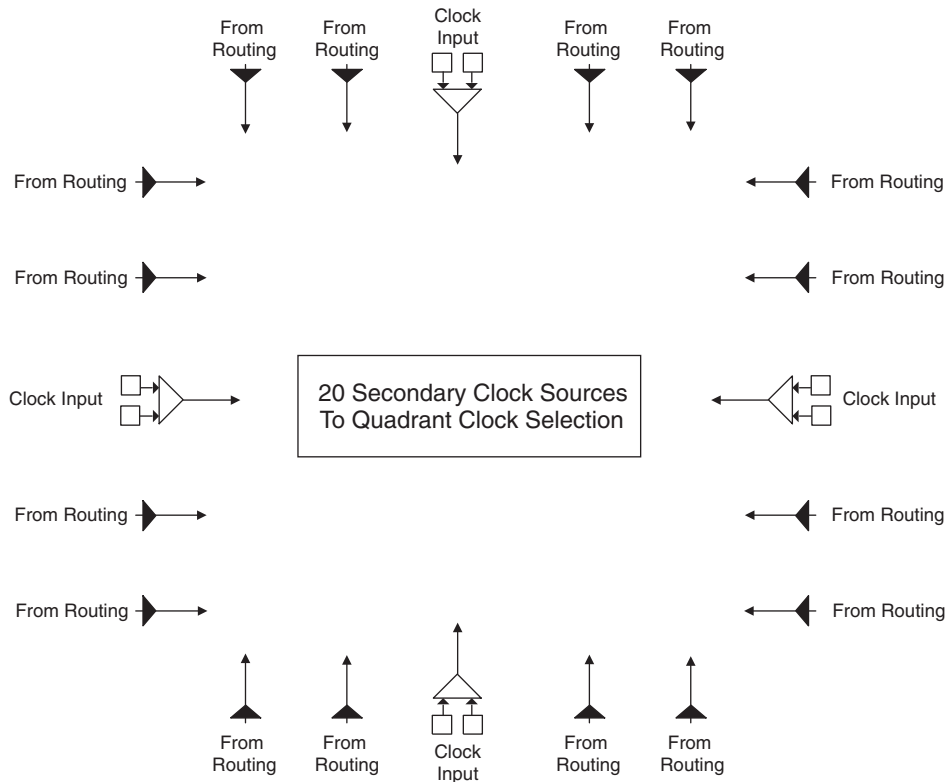 From
Routing
From
Routing
Clock
Input
From
Routing
From
Routing
From Routing
From Routing
From Routing
From Routing
Clock Input
20 Secondary Clock Sources
To Quadrant Clock Selection
Clock Input
From Routing
From Routing
From Routing
From Routing
From
Routing
From
Routing
Clock
Input
From
Routing
From
Routing